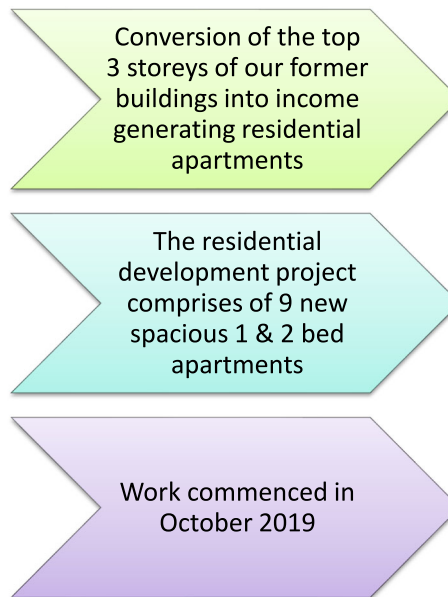 Conversion of the top
3 storeys of our former
buildings into income
generating residential
apartments
The residential
development project
comprises of 9 new
spacious 1 & 2 bed
apartments
Work commenced in
October 2019